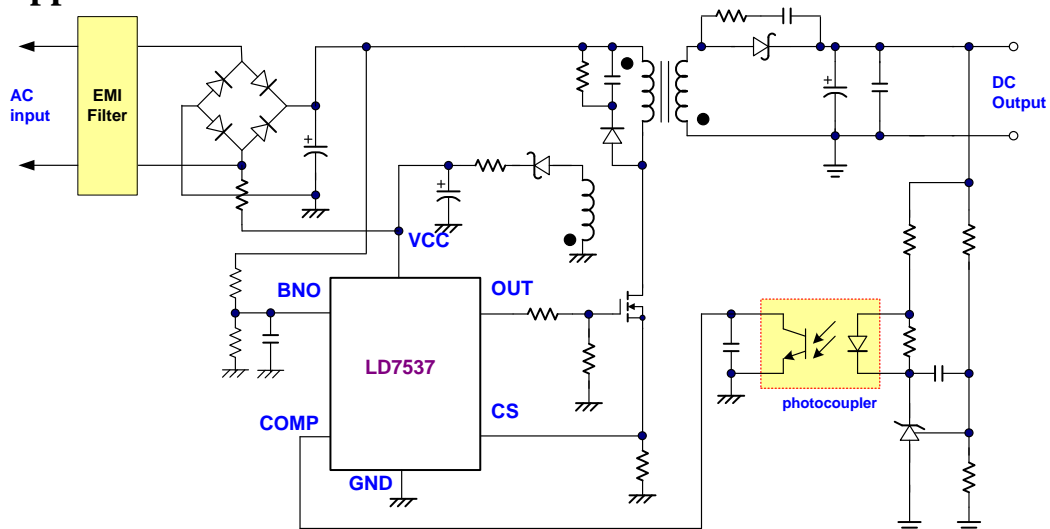 AC
input
EMI
Filter
DC
Output
VCC
BNO
OUT
LD7537
COMP
CS
GND
photocoupler
+
+
+